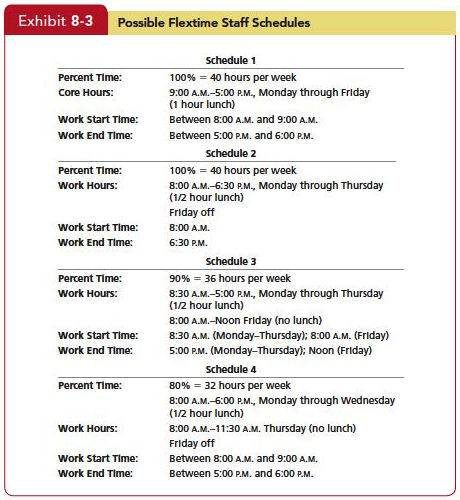 Exhibit 8-3 Possible Flextime Staff Schedules
Schedule 1
Percent Time: 100% = 40 hours per week
Core Hours: 9:00 A.M.–5:00 P.M., Monday through Friday
(1 hour lunch)
Work Start Time: Between 8:00 A.M. and 9:00 A.M.
Work End Time: Between 5:00 P.M. and 6:00 P.M.
Schedule 2
Percent Time: 100% = 40 hours per week
Work Hours: 8:00 A.M.–6:30 P.M., Monday through Thursday
(1/2 hour lunch)
Friday off
Work Start Time: 8:00 A.M.
Work End Time: 6:30 P.M.
Schedule 3
Percent Time: 90% = 36 hours per week
Work Hours: 8:30 A.M.–5:00 P.M., Monday through Thursday
(1/2 hour lunch)
8:00 A.M.–Noon Friday (no lunch)
Work Start Time: 8:30 A.M. (Monday–Thursday); 8:00 A.M. (Friday)
Work End Time: 5:00 P.M. (Monday–Thursday); Noon (Friday)
Schedule 4
Percent Time: 80% = 32 hours per week
8:00 A.M.–6:00 P.M., Monday through Wednesday
(1/2 hour lunch)
Work Hours: 8:00 A.M.–11:30 A.M. Thursday (no lunch)
Friday off
Work Start Time: Between 8:00 A.M. and 9:00 A.M.
Work End Time: Between 5:00 P.M. and 6:00 P.M.